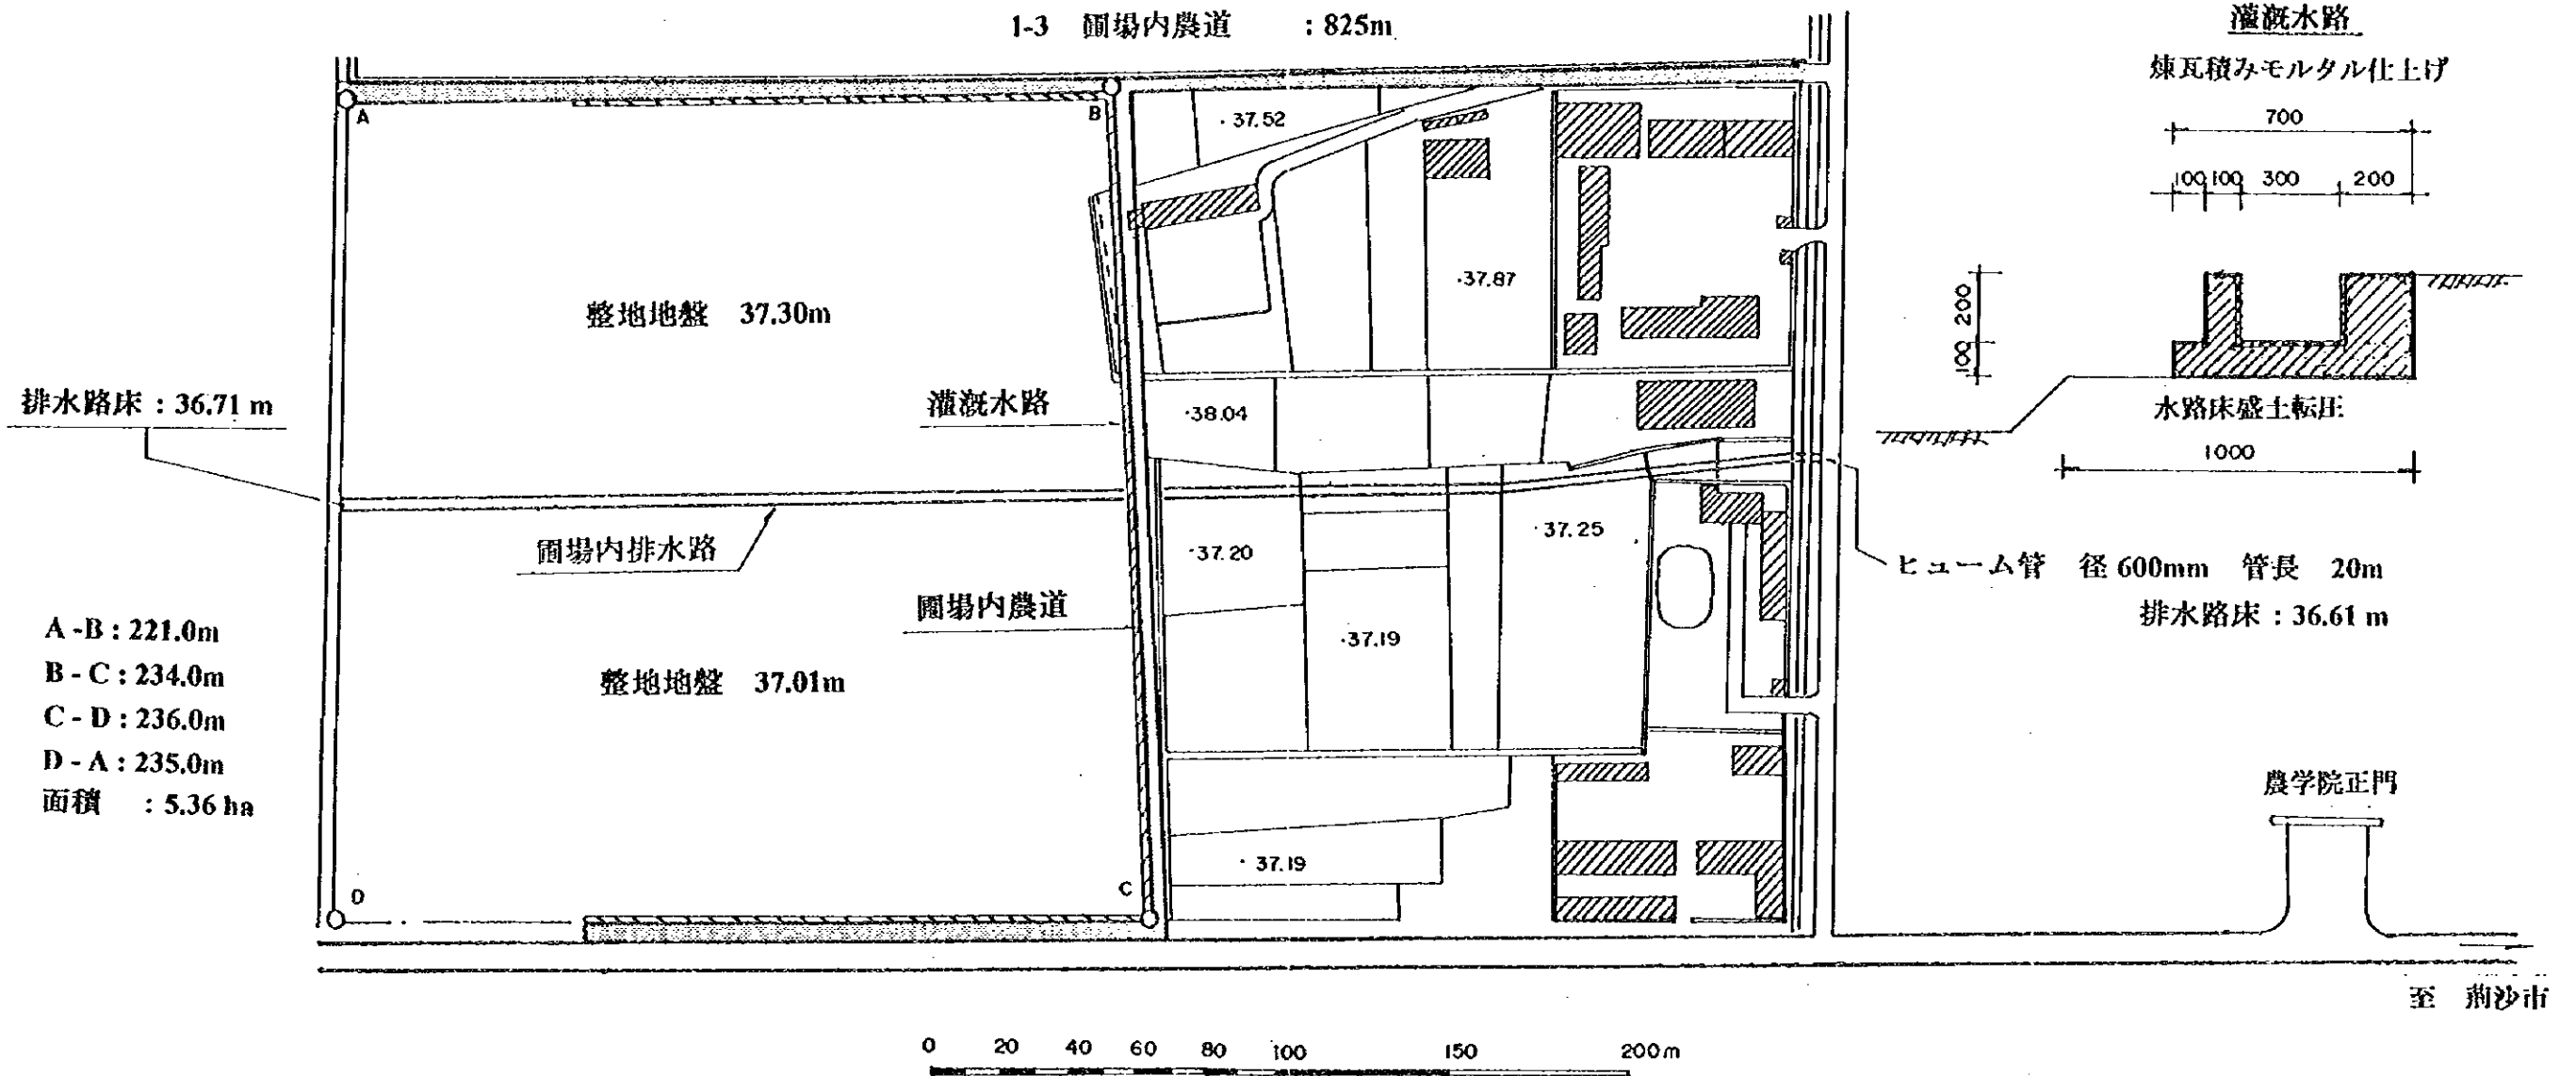 1-3 圃場内農道 : 825m
灌漑水路
煉瓦積みモルタル仕上げ
700
100 100 300 200
200
100
水路床盛土転圧
1000
A
B
C
D
・37.52
・37.87
・38.04
・37.20
・37.25
・37.19
・37.19
整地地盤 37.30m
排水路床 : 36.71 m
灌漑水路
圃場内排水路
圃場内農道
整地地盤 37.01m
ヒューム管 径 600mm 管長 20m
排水路床 : 36.61 m
A - B : 221.0m
B - C : 234.0m
C - D : 236.0m
D - A : 235.0m
面積 : 5.36 ha
農学院正門
至 荊沙市
0 20 40 60 80 100 150 200m